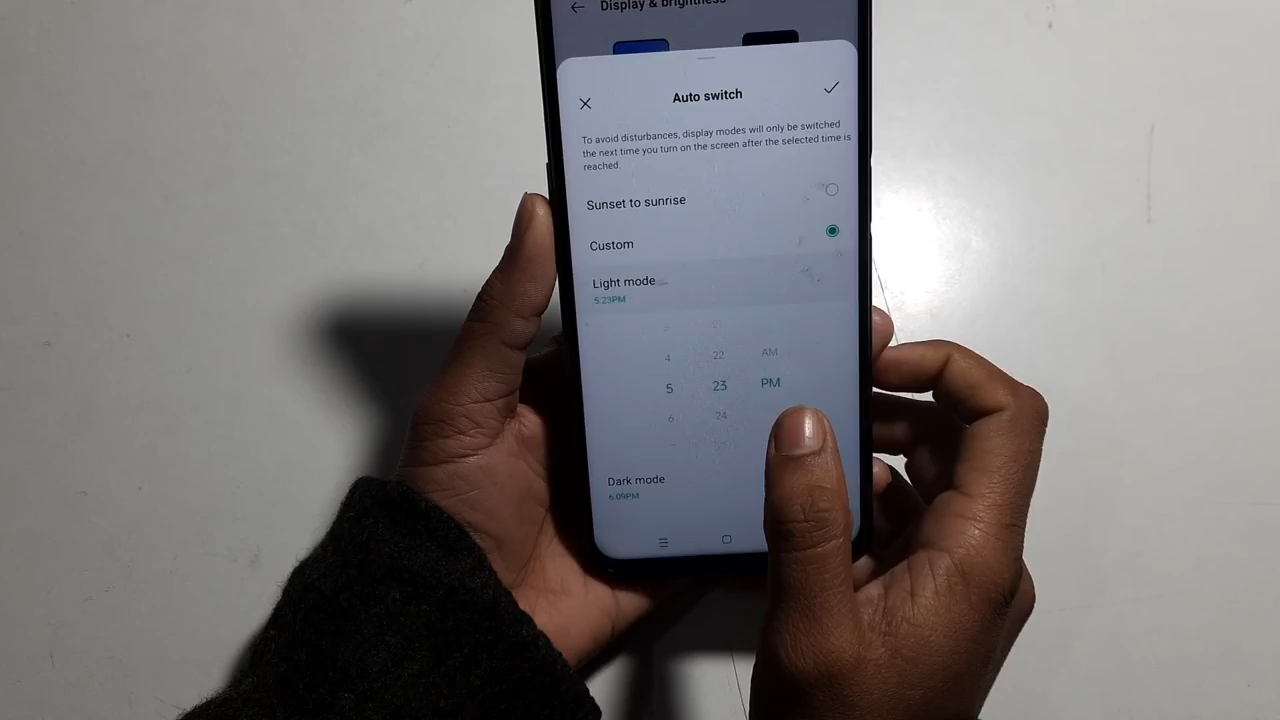 Display & brightness
Auto switch
To avoid disturbances, display modes will only be switched
the next time you turn on the screen after the selected time is
reached.
Sunset to sunrise
Custom
Light mode
5:23PM
21
4 22 AM
5 23 PM
6 24
Dark mode
6:09PM